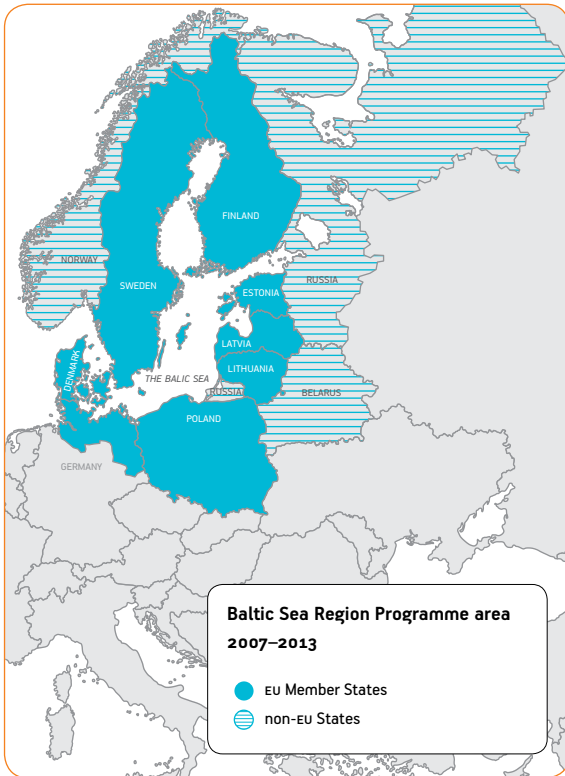 FINLAND
NORWAY
SWEDEN
RUSSIA
ESTONIA
LATVIA
DENMARK
LITHUANIA
THE BALIC SEA
RUSSIA
BELARUS
POLAND
GERMANY
Baltic Sea Region Programme area
2007–2013
EU Member States
non-EU States